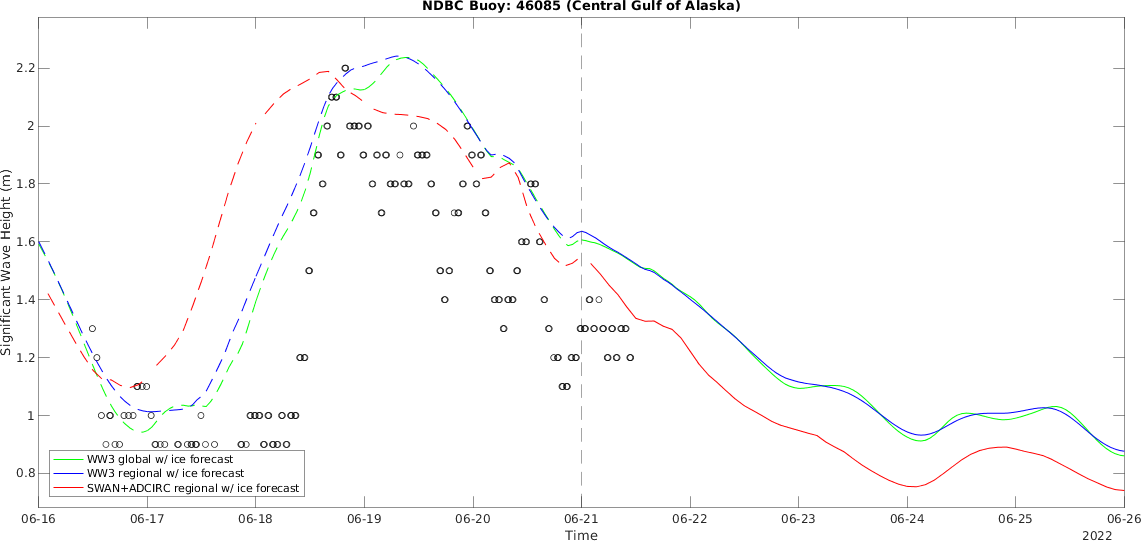 NDBC Buoy: 46085 (Central Gulf of Alaska)
Significant Wave Height (m)
2.2
2
1.8
1.6
1.4
1.2
1
0.8
WW3 global w/ ice forecast
WW3 regional w/ ice forecast
SWAN+ADCIRC regional w/ ice forecast
06-16 06-17 06-18 06-19 06-20 06-21 06-22 06-23 06-24 06-25 06-26
Time
2022